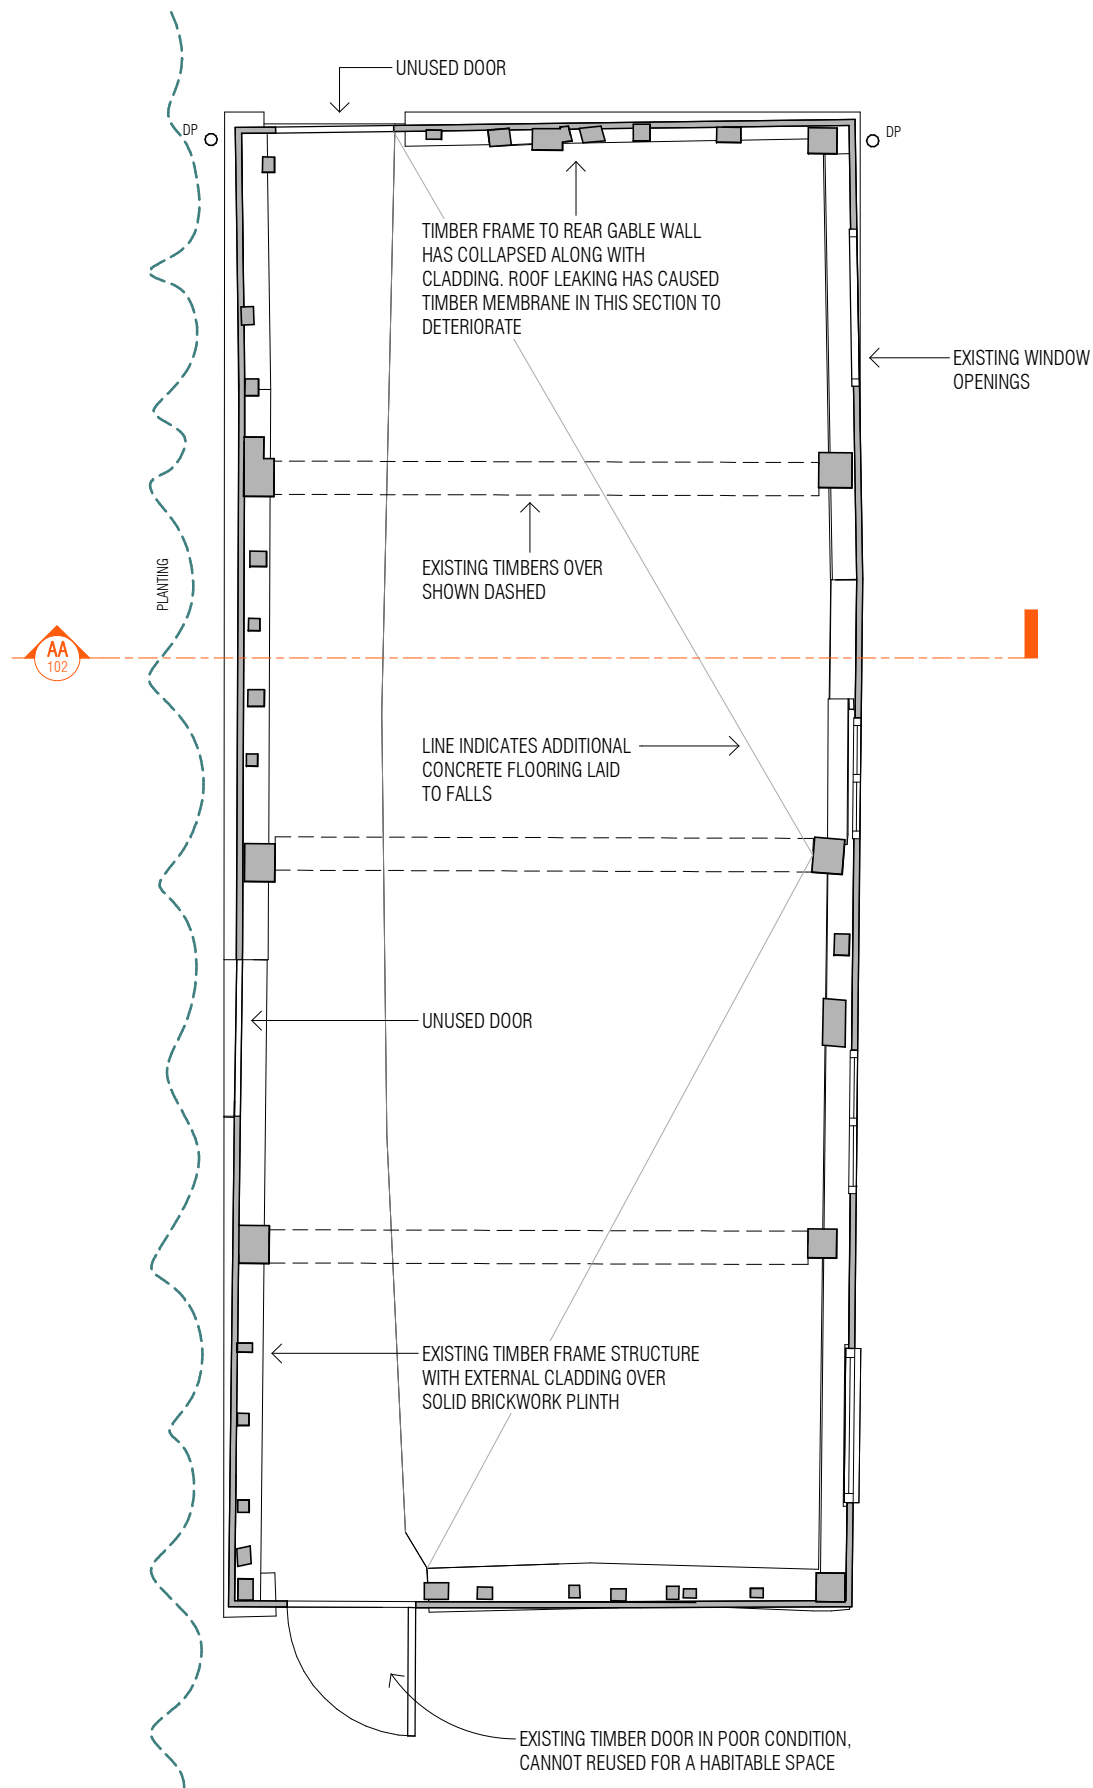 UNUSED DOOR
DP
DP
TIMBER FRAME TO REAR GABLE WALL
HAS COLLAPSED ALONG WITH
CLADDING. ROOF LEAKING HAS CAUSED
TIMBER MEMBRANE IN THIS SECTION TO
DETERIORATE
EXISTING WINDOW
OPENINGS
EXISTING TIMBERS OVER
SHOWN DASHED
PLANTING
AA
102
LINE INDICATES ADDITIONAL
CONCRETE FLOORING LAID
TO FALLS
UNUSED DOOR
EXISTING TIMBER FRAME STRUCTURE
WITH EXTERNAL CLADDING OVER
SOLID BRICKWORK PLINTH
EXISTING TIMBER DOOR IN POOR CONDITION,
CANNOT REUSED FOR A HABITABLE SPACE